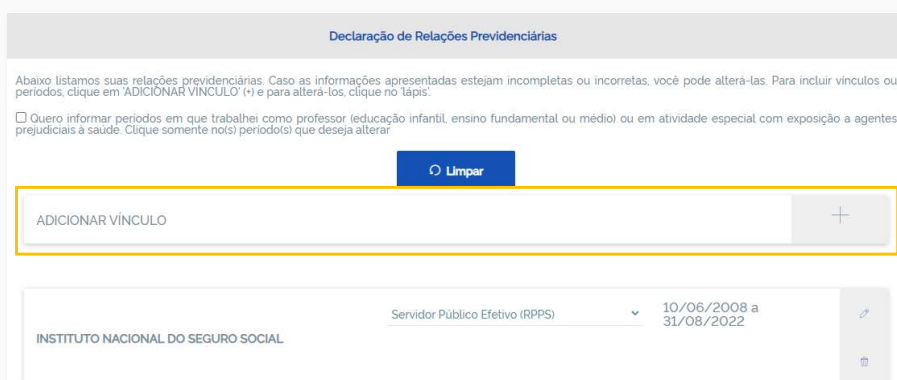 Declaração de Relações Previdenciárias
Abaixo listamos suas relações previdenciárias. Caso as informações apresentadas estejam incompletas ou incorretas, você pode alterá-las. Para incluir vínculos ou
períodos, clique em 'ADICIONAR VÍNCULO' (+) e para alterá-los, clique no 'lápis'.
Quero informar períodos em que trabalhei como professor (educação infantil, ensino fundamental ou médio) ou em atividade especial com exposição a agentes
prejudiciais à saúde. Clique somente no(s) período(s) que deseja alterar
Limpar
ADICIONAR VÍNCULO
INSTITUTO NACIONAL DO SEGURO SOCIAL
Servidor Público Efetivo (RPPS)
10/06/2008 a
31/08/2022